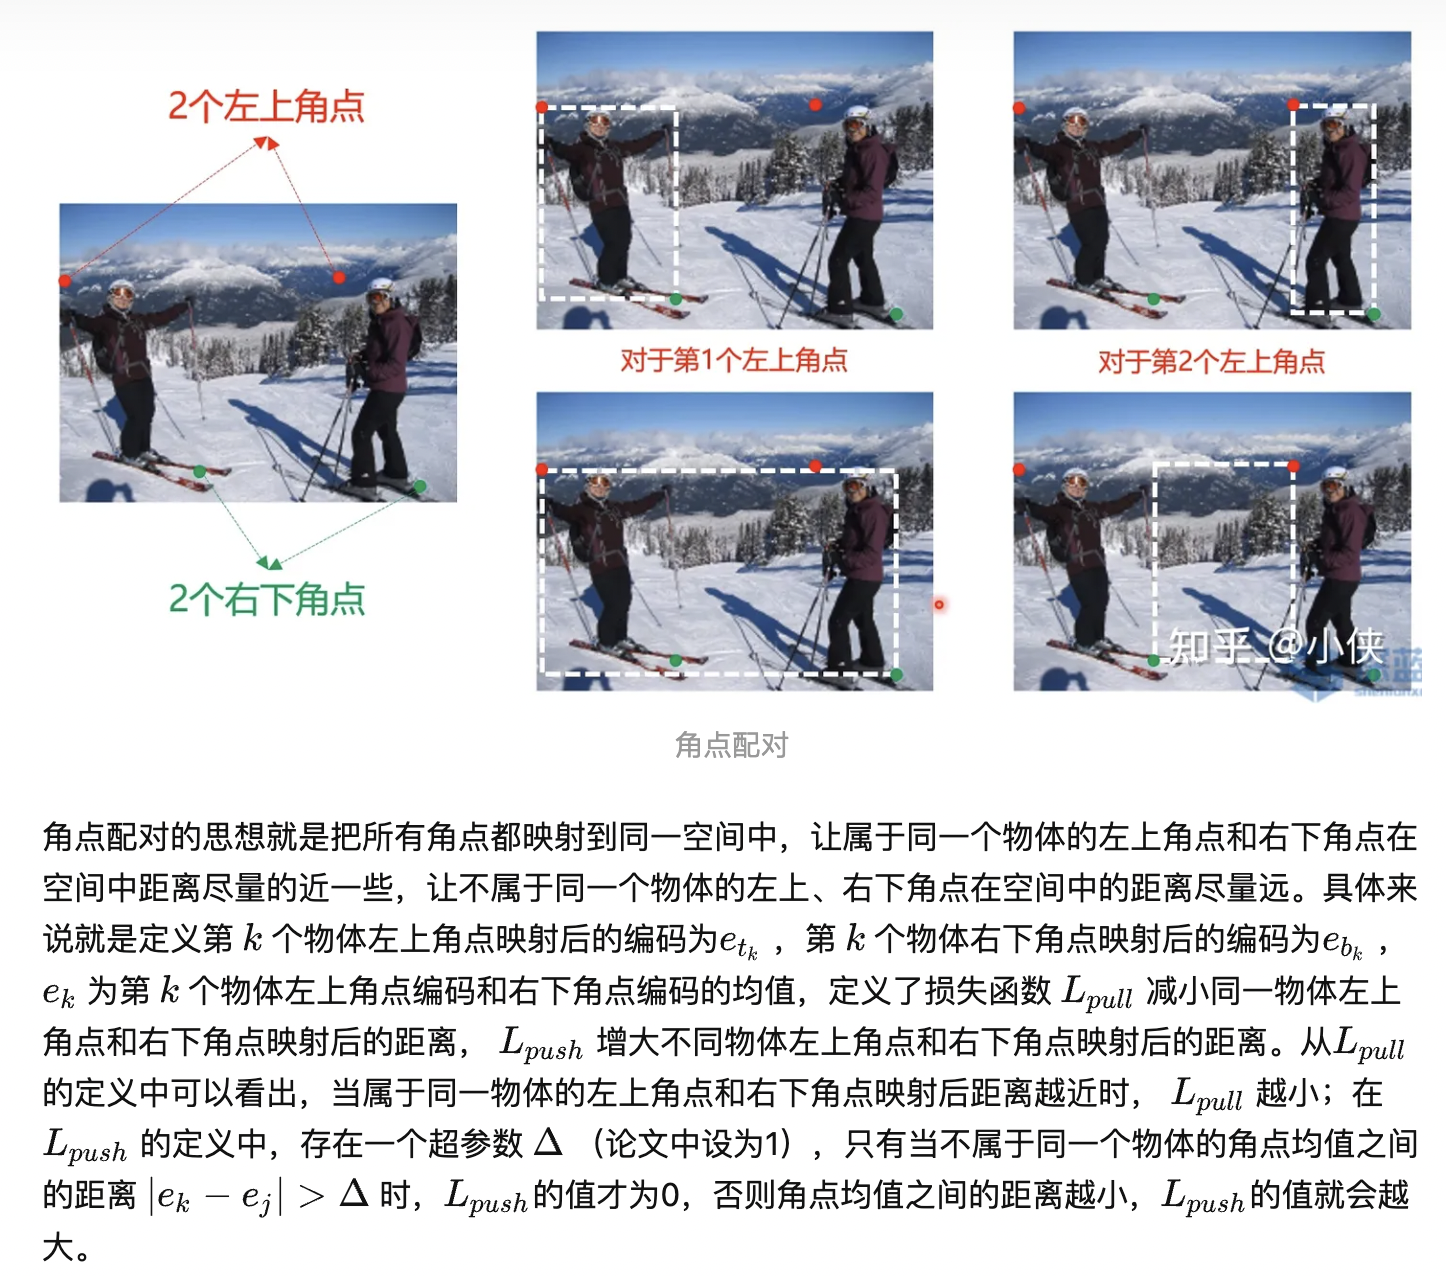 2个左上角点
2个右下角点
对于第1个左上角点
对于第2个左上角点
知乎 @小侠
角点配对
角点配对的思想就是把所有角点都映射到同一空间中，让属于同一个物体的左上角点和右下角点在
空间中距离尽量的近一些，让不属于同一个物体的左上、右下角点在空间中的距离尽量远。具体来
说就是定义第 k 个物体左上角点映射后的编码为e_{t_k} ，第 k 个物体右下角点映射后的编码为e_{b_k} ，
e_k 为第 k 个物体左上角点编码和右下角点编码的均值，定义了损失函数 L_{pull} 减小同一物体左上
角点和右下角点映射后的距离， L_{push} 增大不同物体左上角点和右下角点映射后的距离。从L_{pull}
的定义中可以看出，当属于同一物体的左上角点和右下角点映射后距离越近时， L_{pull} 越小；在
L_{push} 的定义中，存在一个超参数 Δ （论文中设为1），只有当不属于同一个物体的角点均值之间
的距离 |e_k − e_j| > Δ 时，L_{push}的值才为0，否则角点均值之间的距离越小，L_{push}的值就会越
大。